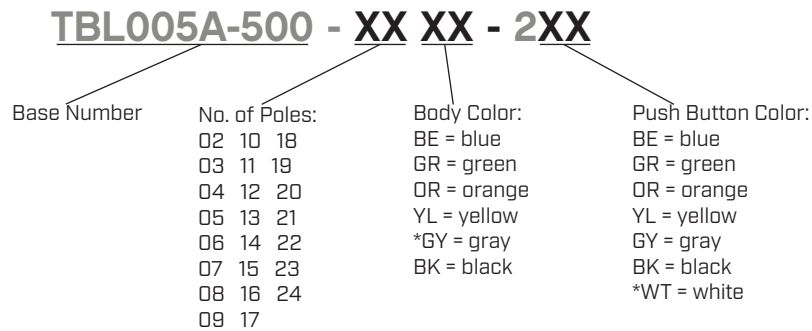 TBL005A-500 - XX XX - 2XX
Base Number
No. of Poles:
02 10 18
03 11 19
04 12 20
05 13 21
06 14 22
07 15 23
08 16 24
09 17
Body Color:
BE = blue
GR = green
OR = orange
YL = yellow
*GY = gray
BK = black
Push Button Color:
BE = blue
GR = green
OR = orange
YL = yellow
GY = gray
BK = black
*WT = white